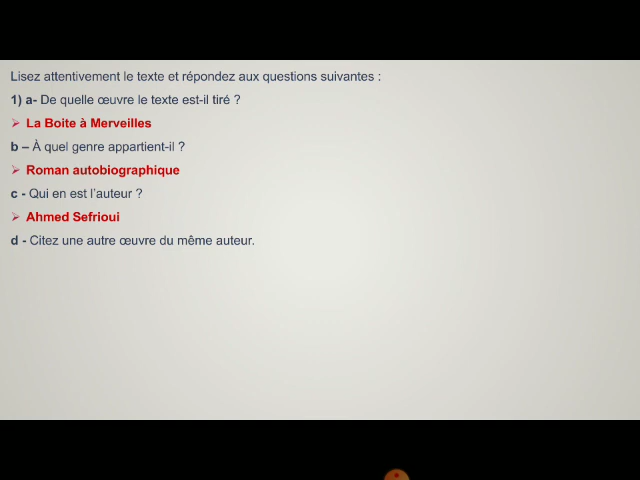 Lisez attentivement le texte et répondez aux questions suivantes :
1) a- De quelle œuvre le texte est-il tiré ?
➢ La Boite à Merveilles
b – À quel genre appartient-il ?
➢ Roman autobiographique
c - Qui en est l’auteur ?
➢ Ahmed Sefrioui
d - Citez une autre œuvre du même auteur.